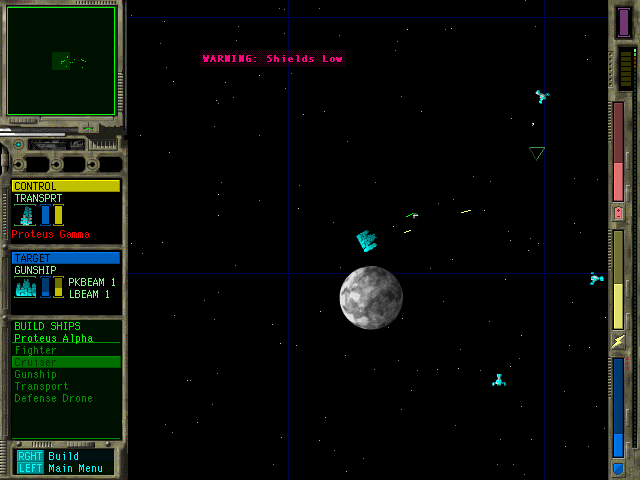 WARNING: Shields Low
CONTROL
TRANSPRT
Proteus Gamma
TARGET
GUNSHIP
PKBEAM 1
LBEAM 1
BUILD SHIPS
Proteus Alpha
Fighter
Cruiser
Gunship
Transport
Defense Drone
RGHT Build
LEFT Main Menu